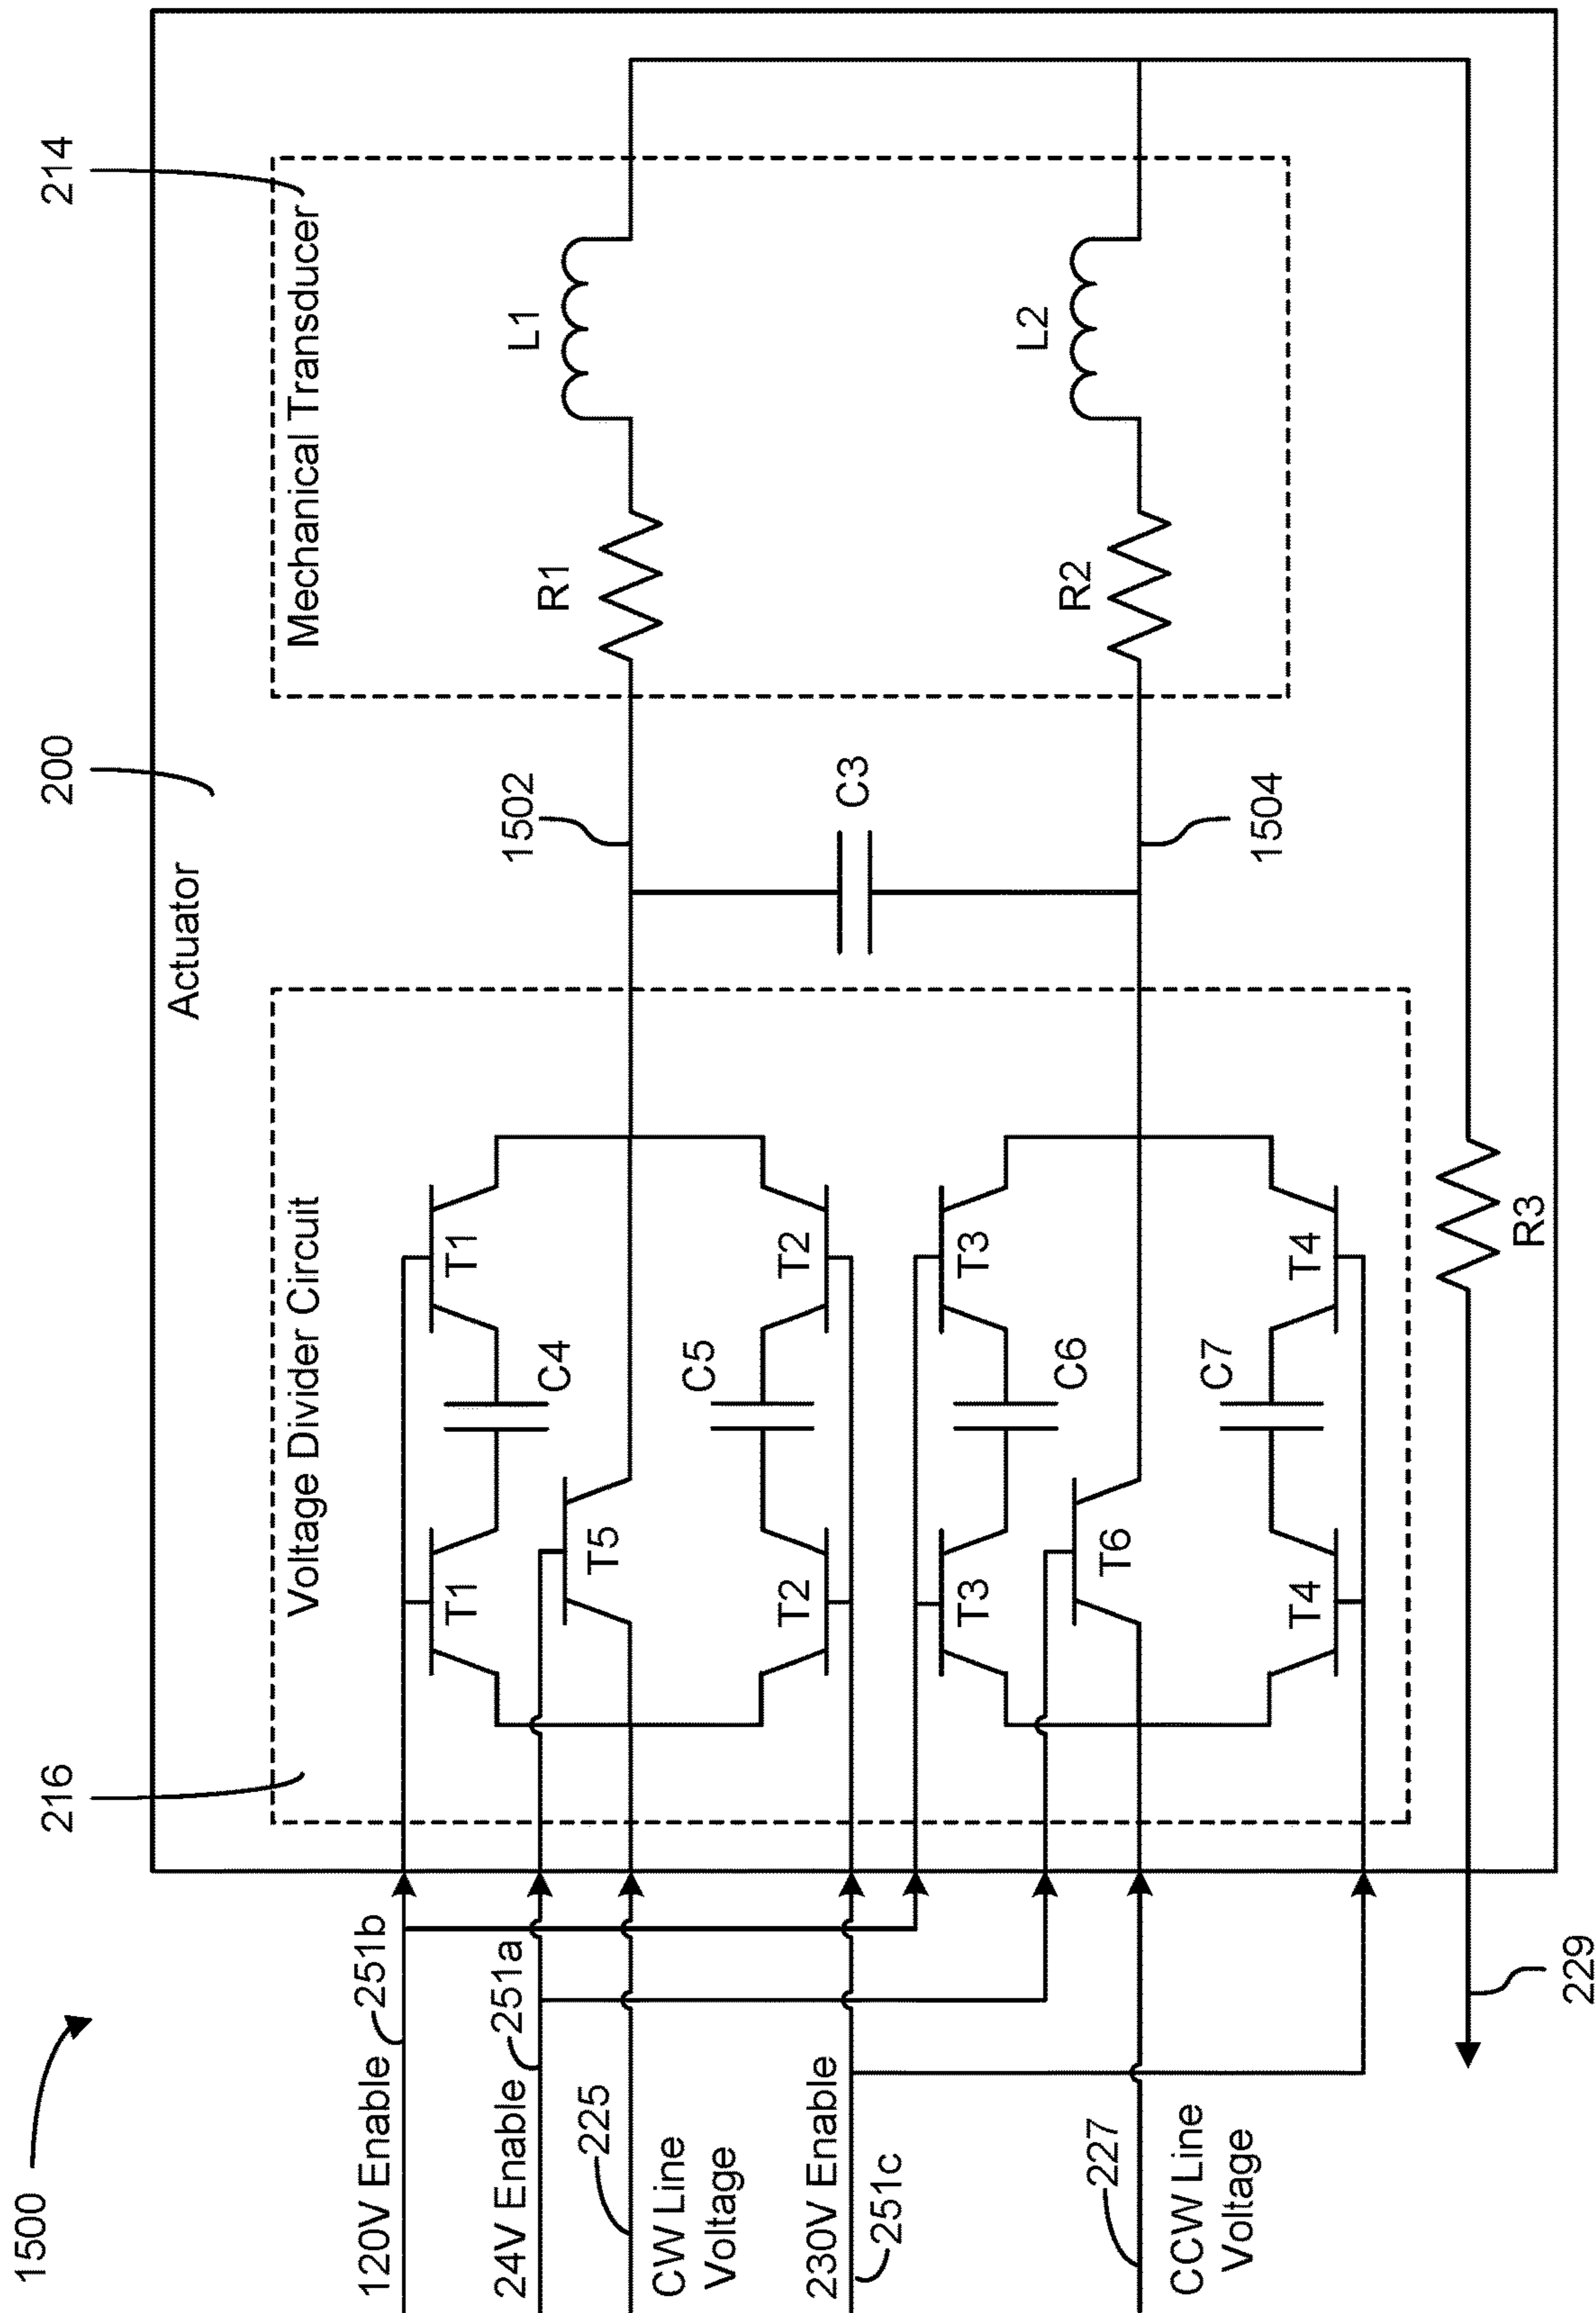 1500
200
214
216
Actuator
Voltage Divider Circuit
Mechanical Transducer
120V Enable
251b
24V Enable
251a
225
CW Line
Voltage
230V Enable
251c
227
CCW Line
Voltage
229
T1
T1
C4
T5
T2
T2
C5
T3
T3
C6
T6
T4
T4
C7
1502
C3
1504
R1
L1
R2
L2
R3